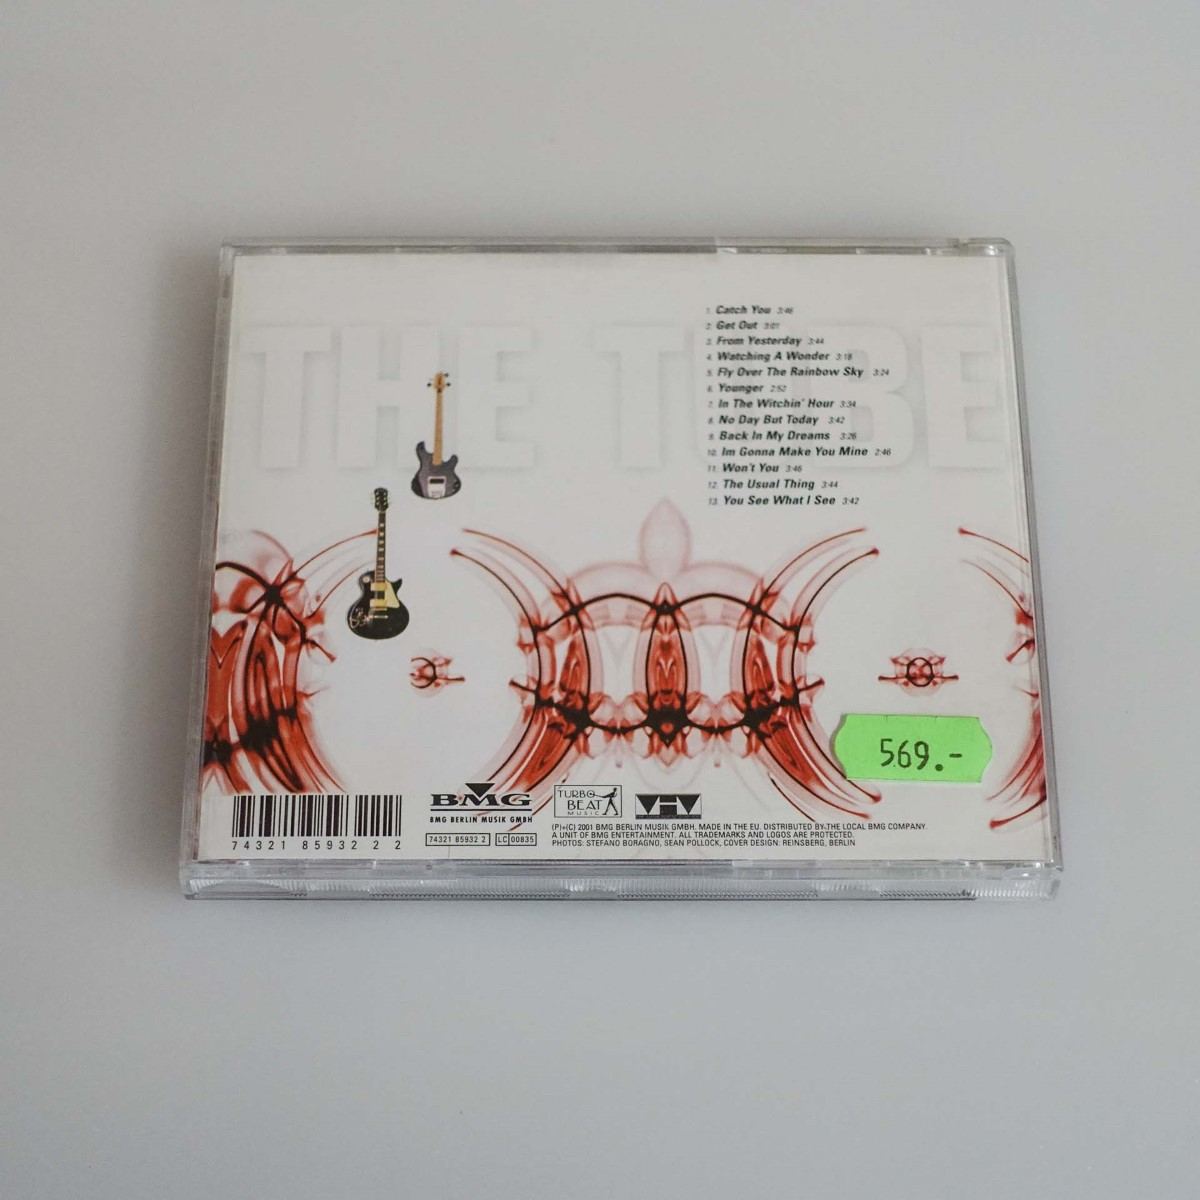 THE TUBE
1. Catch You 3:46
2. Get Out 3:01
3. From Yesterday 3:44
4. Watching A Wonder 3:18
5. Fly Over The Rainbow Sky 3:24
6. Younger 2:52
7. In The Witchin' Hour 3:34
8. No Day But Today 3:42
9. Back In My Dreams 3:26
10. Im Gonna Make You Mine 2:46
11. Won't You 3:46
12. The Usual Thing 3:44
13. You See What I See 3:42
569.-
BMG
BMG BERLIN MUSIK GMBH
74321 85932 2
LC 00835
TURBO
BEAT
MUSIC
74321 85932 2 2
(P)+(C) 2001 BMG BERLIN MUSIK GMBH. MADE IN THE EU. DISTRIBUTED BY THE LOCAL BMG COMPANY.
A UNIT OF BMG ENTERTAINMENT. ALL TRADEMARKS AND LOGOS ARE PROTECTED.
PHOTOS: STEFANO BORAGNO, SEAN POLLOCK, COVER DESIGN: REINSBERG, BERLIN